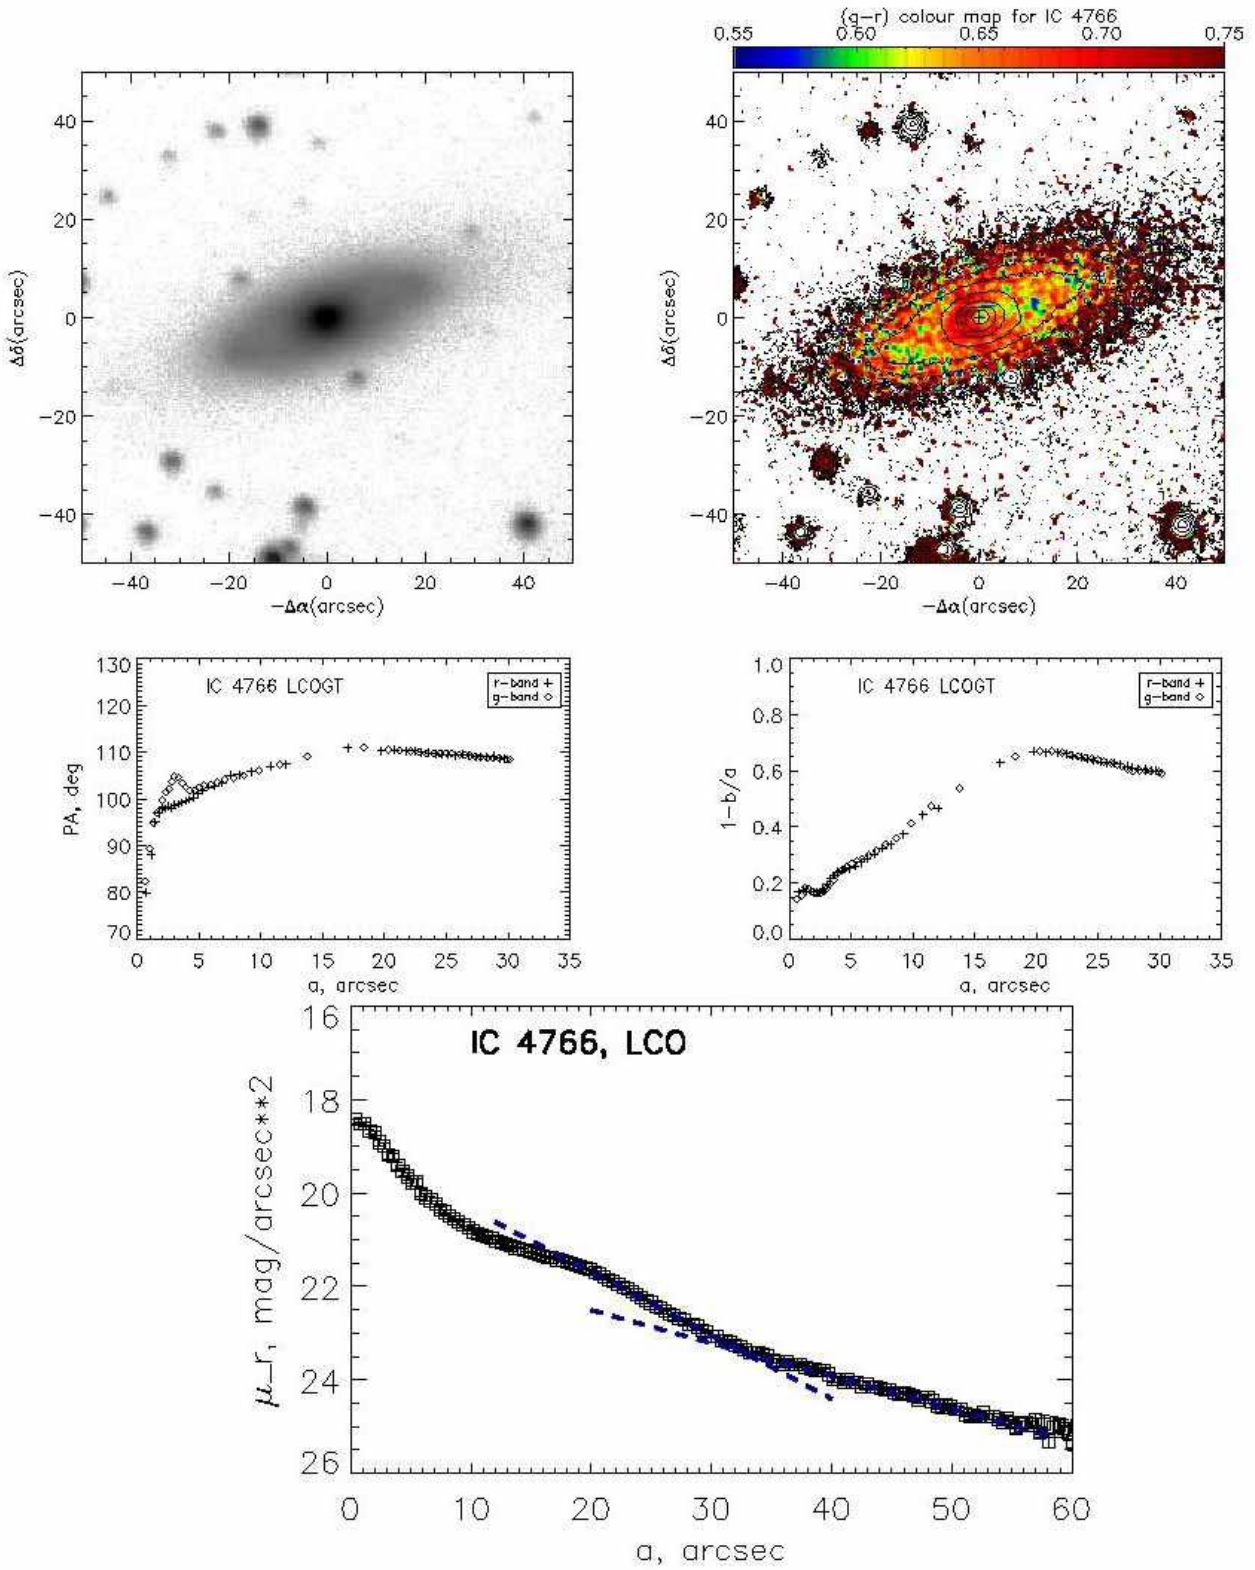 (g-r) colour map for IC 4766
0.55 0.60 0.65 0.70 0.75
40
20
0
-20
-40
Δδ(arcsec)
-40 -20 0 20 40
-Δα(arcsec)
40
20
0
-20
-40
Δδ(arcsec)
-40 -20 0 20 40
-Δα(arcsec)
130
120
110
100
90
80
70
PA, deg
IC 4766 LCOGT
r-band +
g-band ◇
0 5 10 15 20 25 30 35
a, arcsec
1.0
0.8
0.6
0.4
0.2
0.0
1-b/a
IC 4766 LCOGT
r-band +
g-band ◇
0 5 10 15 20 25 30 35
a, arcsec
16
18
20
22
24
26
μ_r, mag/arcsec**2
IC 4766, LCO
0 10 20 30 40 50 60
a, arcsec